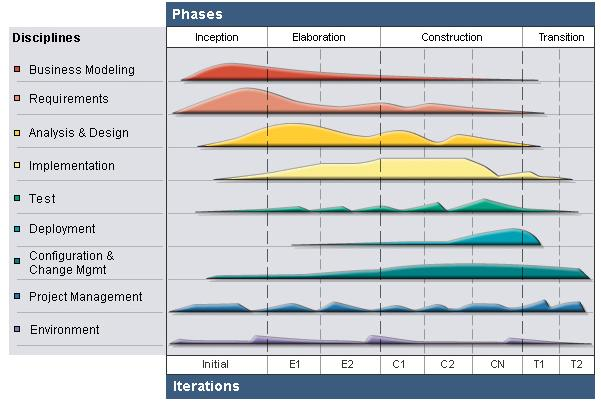 Phases
Disciplines
Inception Elaboration Construction Transition
Business Modeling
Requirements
Analysis & Design
Implementation
Test
Deployment
Configuration &
Change Mgmt
Project Management
Environment
Initial E1 E2 C1 C2 CN T1 T2
Iterations